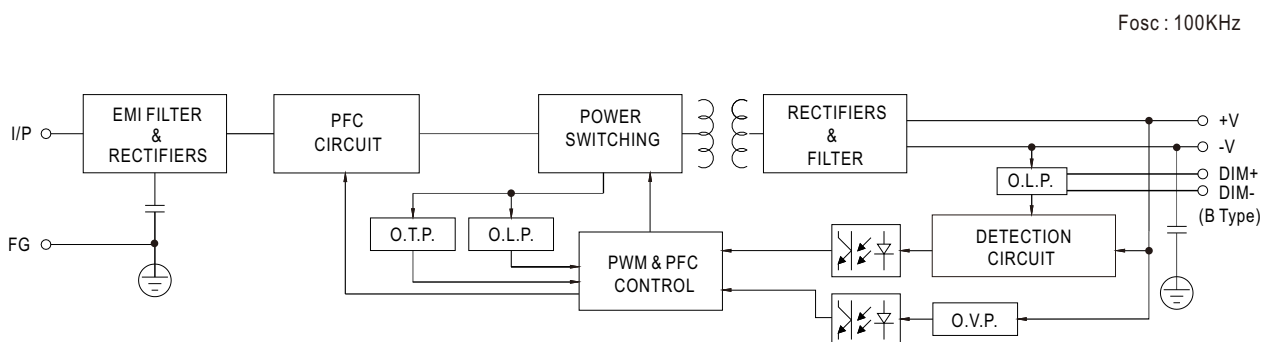 Fosc : 100KHz
I/P
EMI FILTER
&
RECTIFIERS
PFC
CIRCUIT
POWER
SWITCHING
RECTIFIERS
&
FILTER
+V
-V
DIM+
DIM-
(B Type)
O.L.P.
FG
O.T.P.
O.L.P.
PWM & PFC
CONTROL
DETECTION
CIRCUIT
O.V.P.